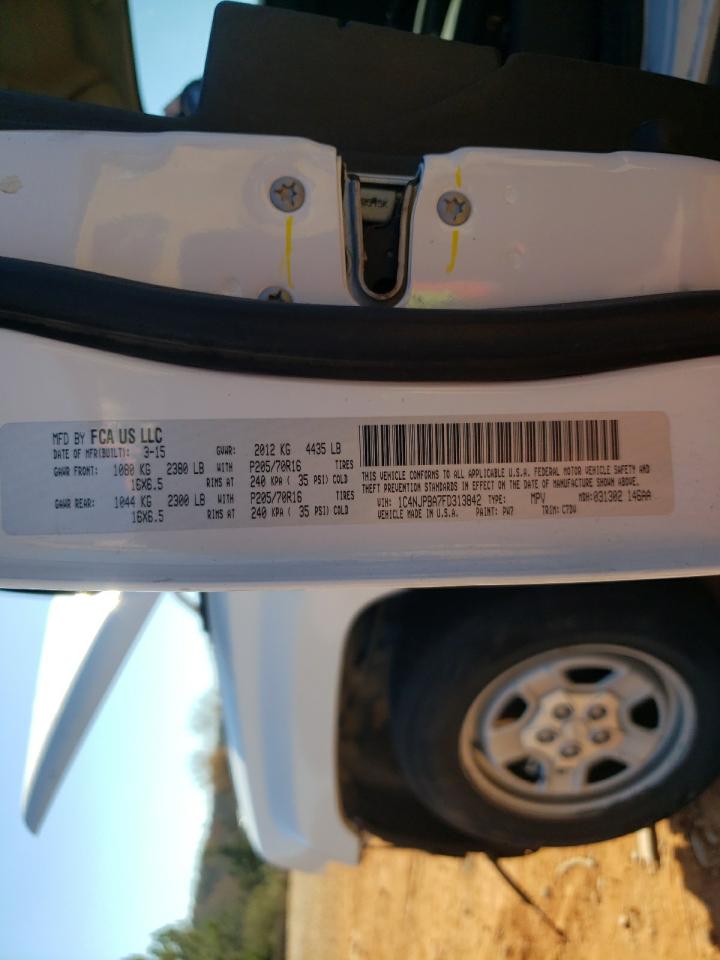 MFD BY FCA US LLC
DATE OF MFR(BUILT): 3-15 GVWR: 2012 KG 4435 LB
GAWR FRONT: 1080 KG 2380 LB WITH P205/70R16 TIRES
16X6.5 RIMS AT 240 KPA ( 35 PSI) COLD
GAWR REAR: 1044 KG 2300 LB WITH P205/70R16 TIRES
16X6.5 RIMS AT 240 KPA ( 35 PSI) COLD
THIS VEHICLE CONFORMS TO ALL APPLICABLE U.S.A. FEDERAL MOTOR VEHICLE SAFETY AND
THEFT PREVENTION STANDARDS IN EFFECT ON THE DATE OF MANUFACTURE SHOWN ABOVE.
VIN: 1C4NJPBA7FD313842 TYPE: MPV MDH: 031302 146AA
VEHICLE MADE IN U.S.A. PAINT: PW7 TRIM: C7DV